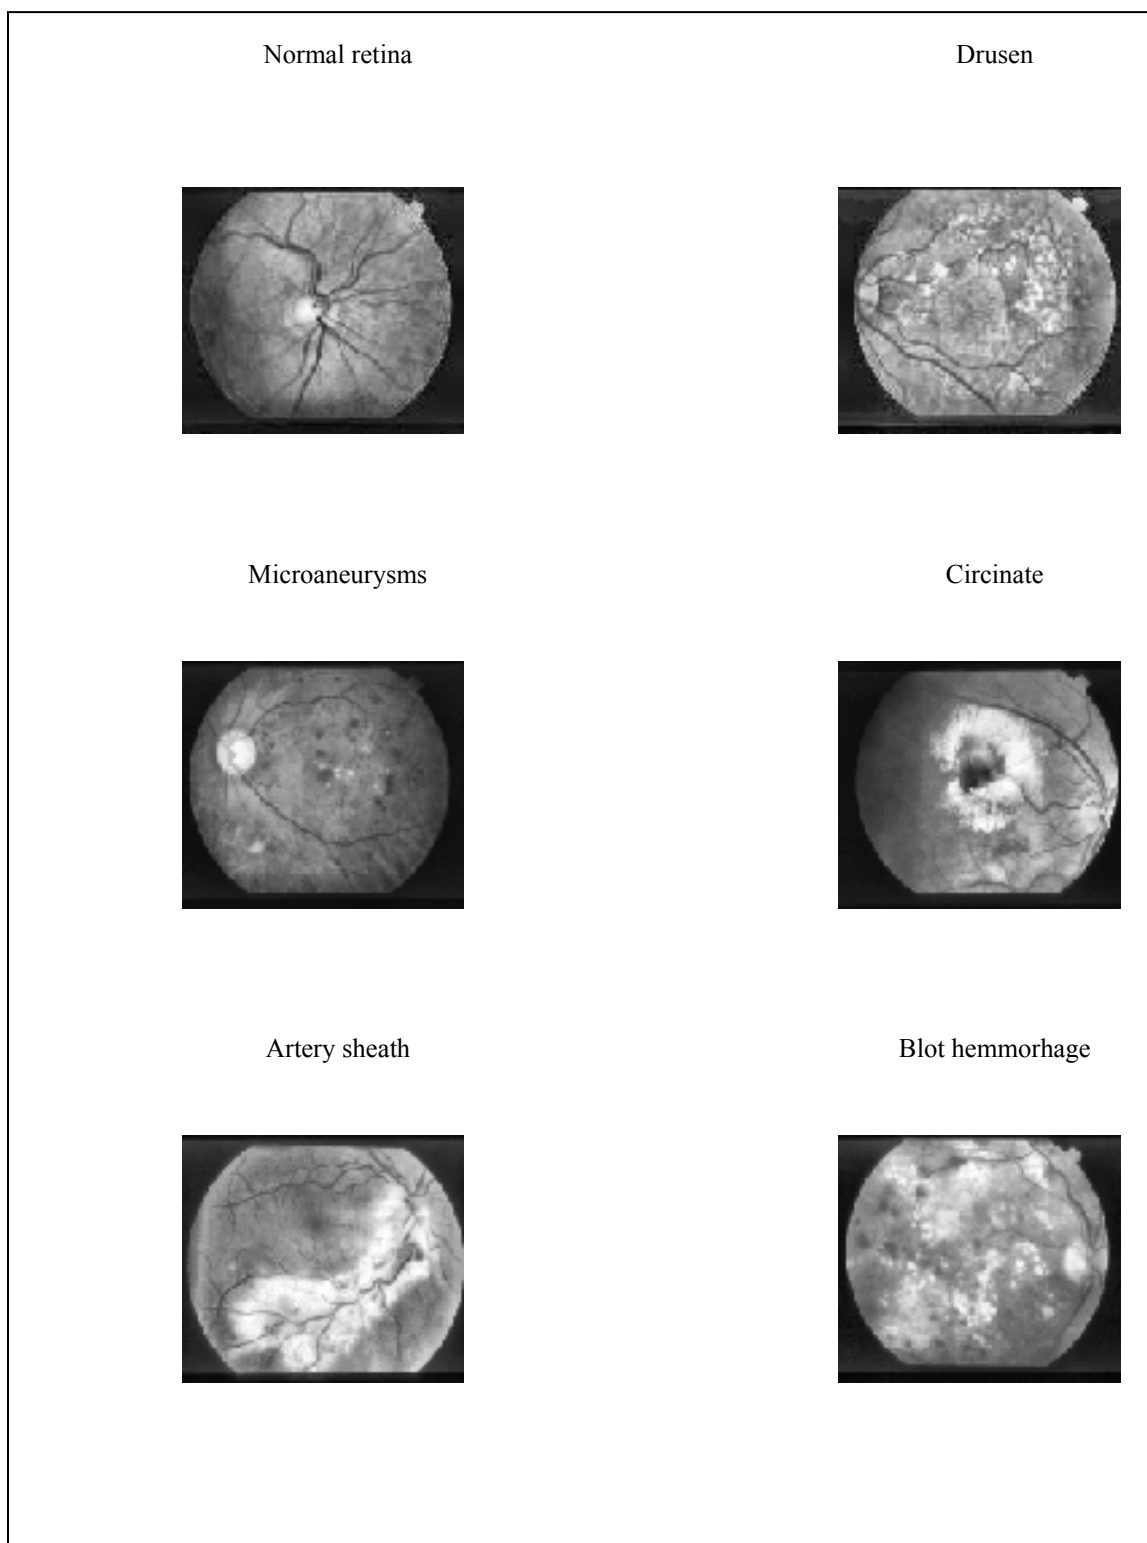 Normal retina
Drusen
Microaneurysms
Circinate
Artery sheath
Blot hemmorhage